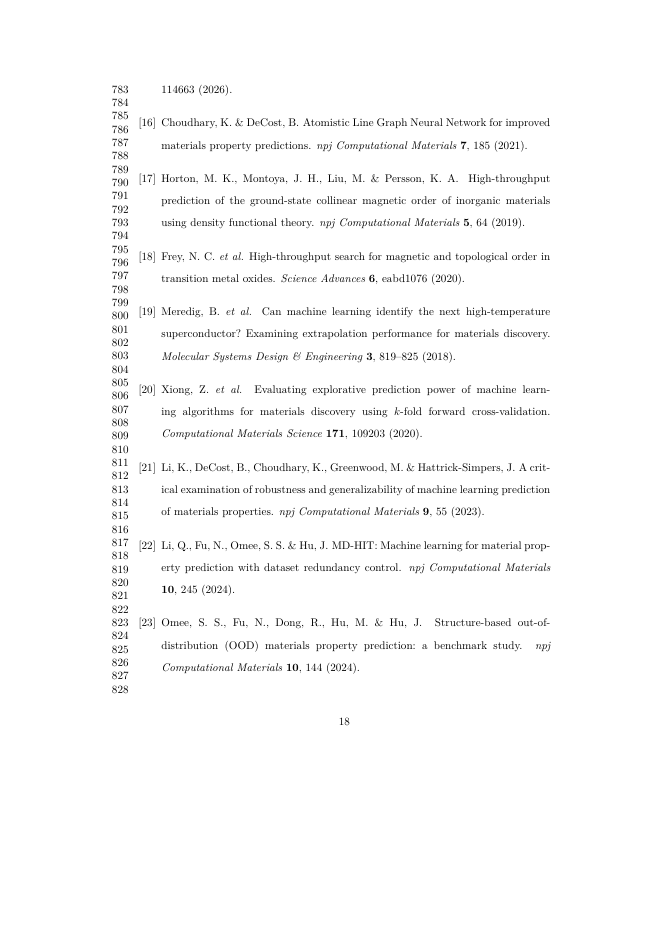 783 114663 (2026).
784
785
786 [16] Choudhary, K. & DeCost, B. Atomistic Line Graph Neural Network for improved
787 materials property predictions. npj Computational Materials 7, 185 (2021).
788
789
790 [17] Horton, M. K., Montoya, J. H., Liu, M. & Persson, K. A. High-throughput
791 prediction of the ground-state collinear magnetic order of inorganic materials
792
793 using density functional theory. npj Computational Materials 5, 64 (2019).
794
795
796 [18] Frey, N. C. et al. High-throughput search for magnetic and topological order in
797 transition metal oxides. Science Advances 6, eabd1076 (2020).
798
799
800 [19] Meredig, B. et al. Can machine learning identify the next high-temperature
801 superconductor? Examining extrapolation performance for materials discovery.
802
803 Molecular Systems Design & Engineering 3, 819–825 (2018).
804
805
806 [20] Xiong, Z. et al. Evaluating explorative prediction power of machine learn-
807 ing algorithms for materials discovery using k-fold forward cross-validation.
808
809 Computational Materials Science 171, 109203 (2020).
810
811
812 [21] Li, K., DeCost, B., Choudhary, K., Greenwood, M. & Hattrick-Simpers, J. A crit-
813 ical examination of robustness and generalizability of machine learning prediction
814
815 of materials properties. npj Computational Materials 9, 55 (2023).
816
817 [22] Li, Q., Fu, N., Omee, S. S. & Hu, J. MD-HIT: Machine learning for material prop-
818
819 erty prediction with dataset redundancy control. npj Computational Materials
820
821 10, 245 (2024).
822
823 [23] Omee, S. S., Fu, N., Dong, R., Hu, M. & Hu, J. Structure-based out-of-
824
825 distribution (OOD) materials property prediction: a benchmark study. npj
826
827 Computational Materials 10, 144 (2024).
828
18